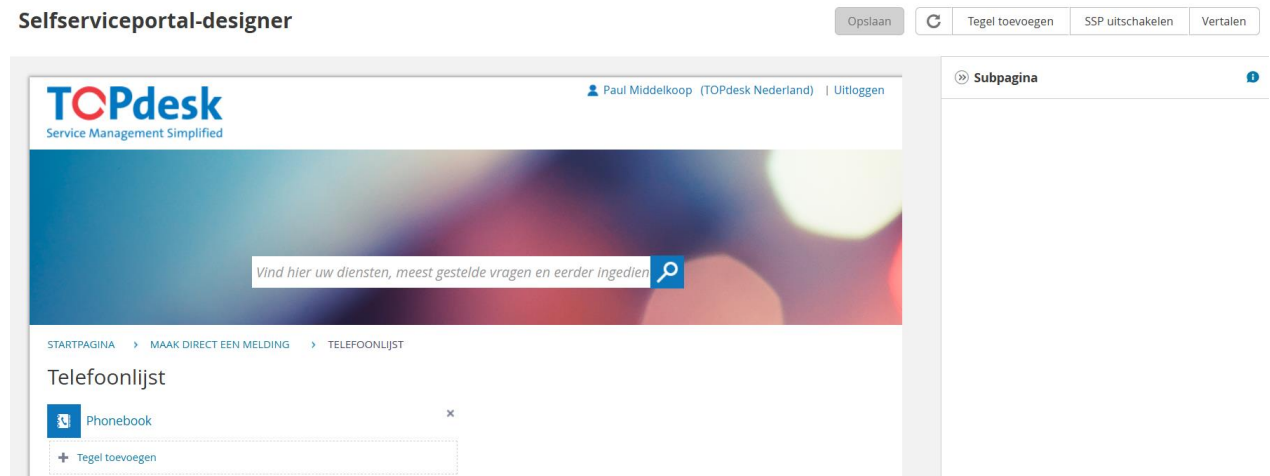 Selfserviceportal-designer
Opslaan
Tegel toevoegen
SSP uitschakelen
Vertalen
TOPdesk
Service Management Simplified
Paul Middelkoop (TOPdesk Nederland) | Uitloggen
Subpagina
Vind hier uw diensten, meest gestelde vragen en eerder ingedien
STARTPAGINA > MAAK DIRECT EEN MELDING > TELEFOONLIJST
Telefoonlijst
Phonebook
Tegel toevoegen